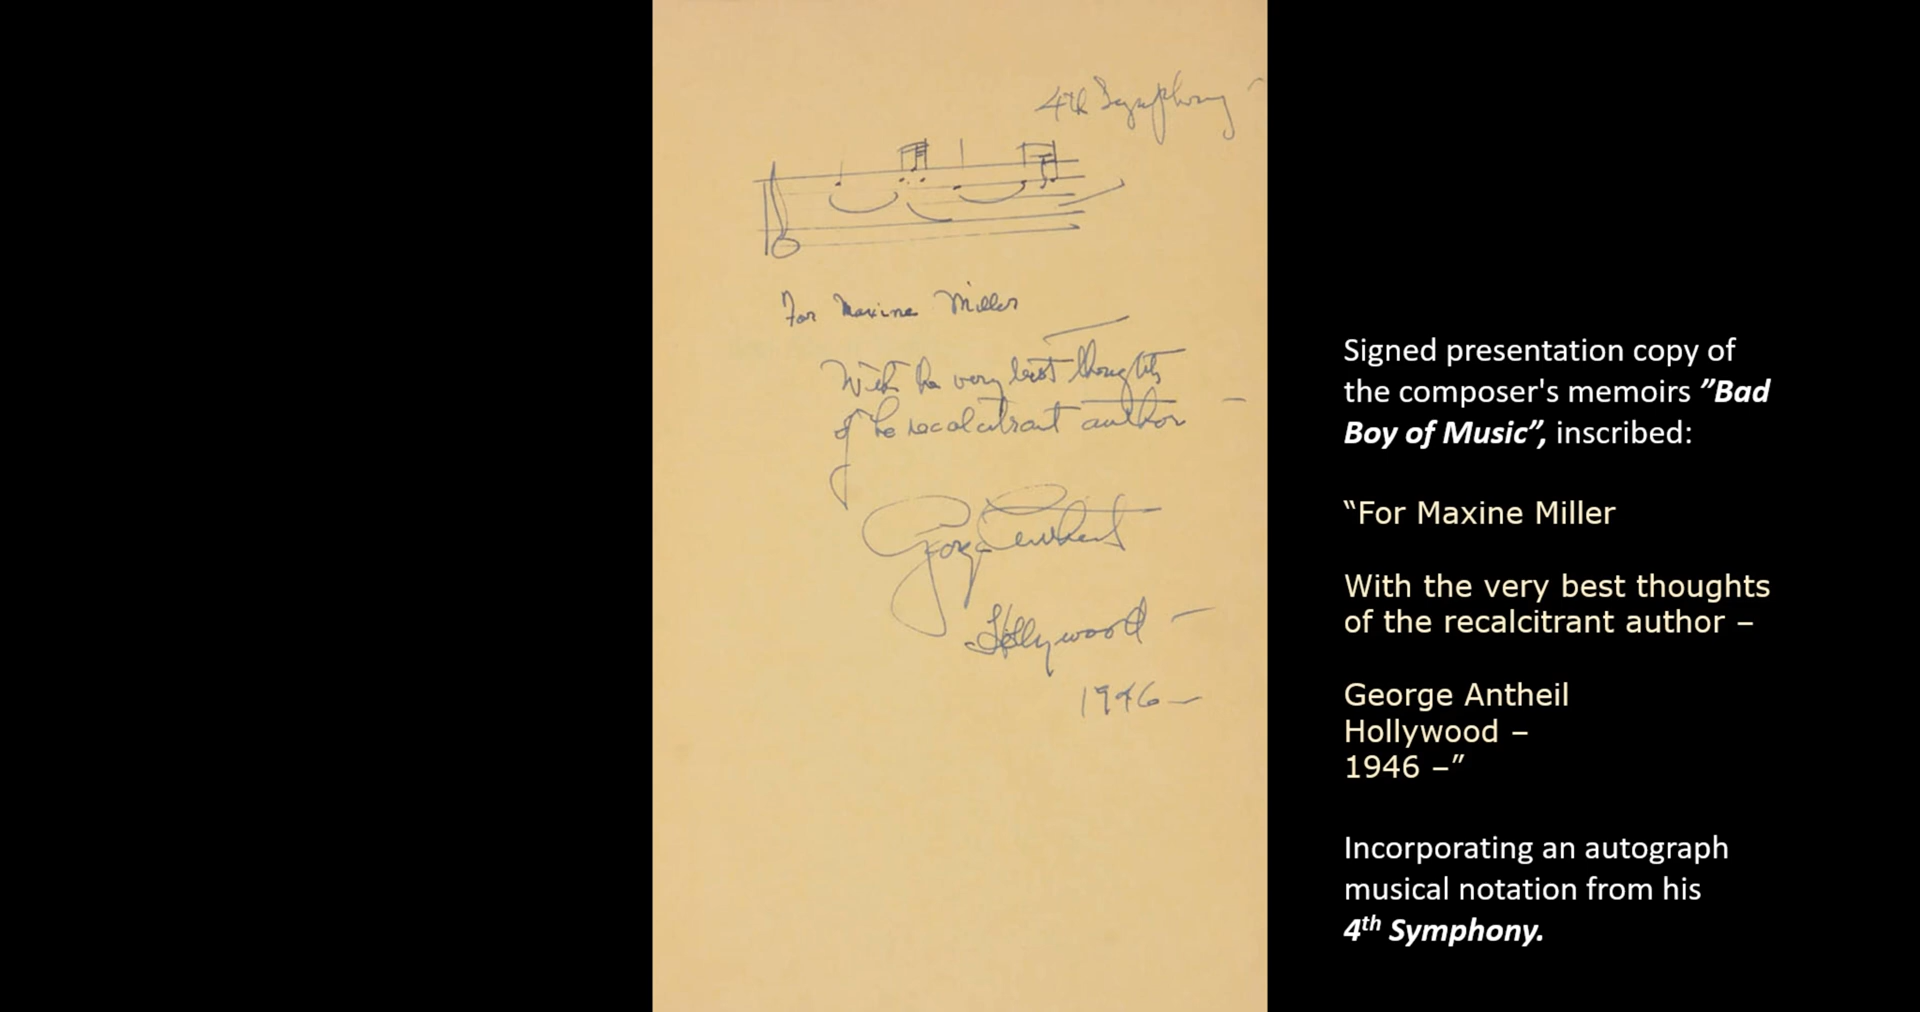 4th Symphony –
For Maxine Miller
With the very best thoughts
of the recalcitrant author –
George Antheil
Hollywood –
1946 –
Signed presentation copy of
the composer's memoirs ”Bad
Boy of Music”, inscribed:
“For Maxine Miller
With the very best thoughts
of the recalcitrant author –
George Antheil
Hollywood –
1946 –”
Incorporating an autograph
musical notation from his
4th Symphony.